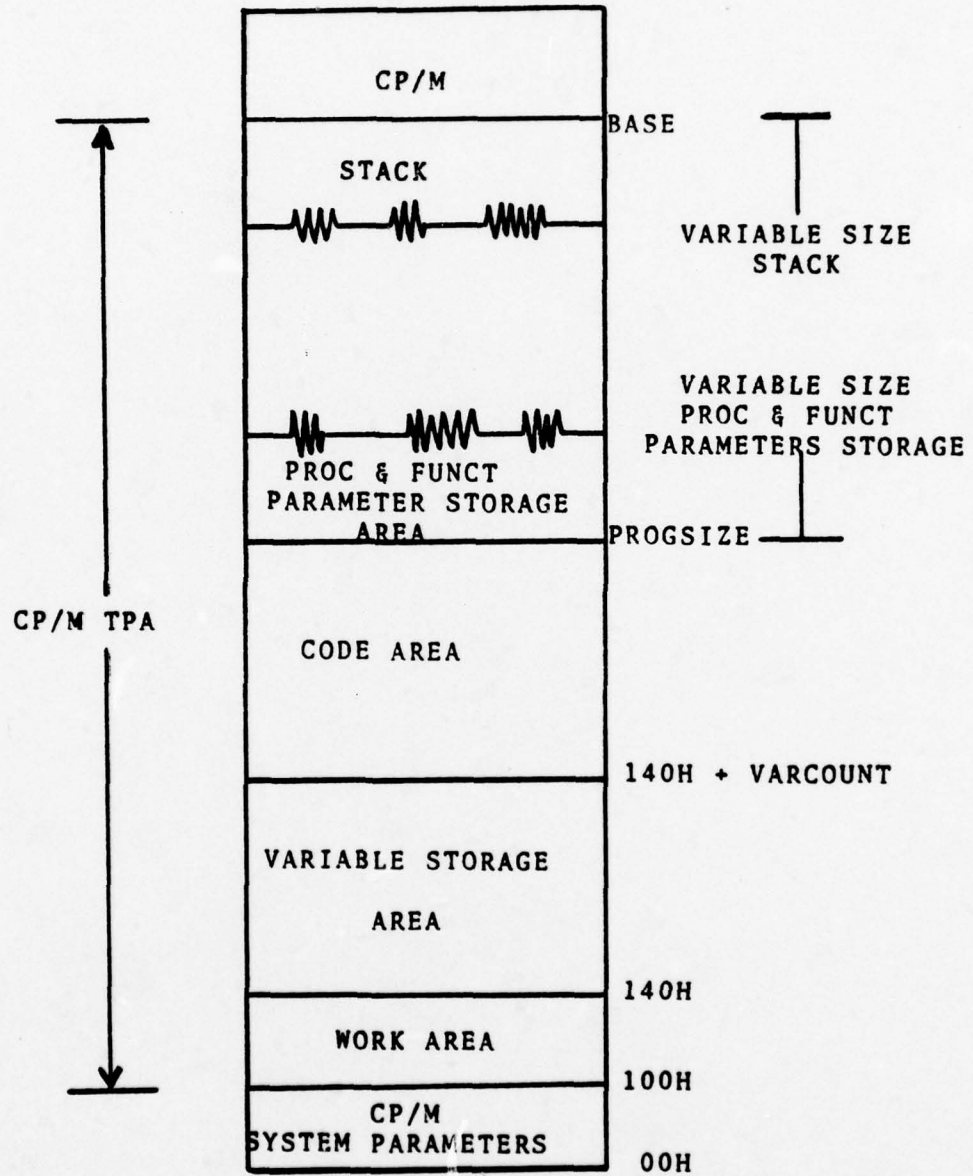 CP/M
BASE
STACK
VARIABLE SIZE
STACK
VARIABLE SIZE
PROC & FUNCT
PARAMETERS STORAGE
PROC & FUNCT
PARAMETER STORAGE
AREA
PROGSIZE
CP/M TPA
CODE AREA
140H + VARCOUNT
VARIABLE STORAGE
AREA
140H
WORK AREA
100H
CP/M
SYSTEM PARAMETERS
00H